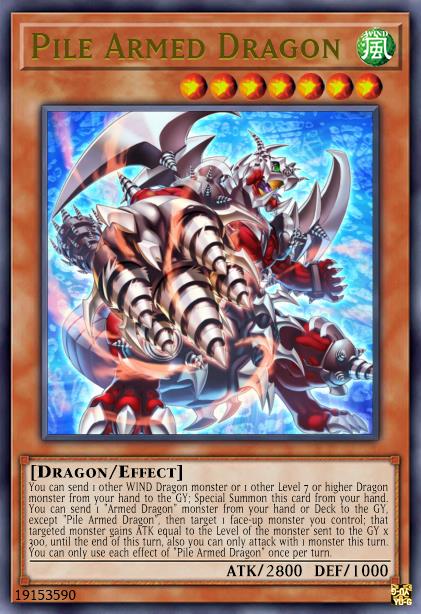 Pile Armed Dragon
WIND
風
[Dragon/Effect]
You can send 1 other WIND Dragon monster or 1 other Level 7 or higher Dragon
monster from your hand to the GY; Special Summon this card from your hand.
You can send 1 "Armed Dragon" monster from your hand or Deck to the GY,
except "Pile Armed Dragon", then target 1 face-up monster you control; that
targeted monster gains ATK equal to the Level of the monster sent to the GY x
300, until the end of this turn, also you can only attack with 1 monster this turn.
You can only use each effect of "Pile Armed Dragon" once per turn.
ATK/2800 DEF/1000
19153590